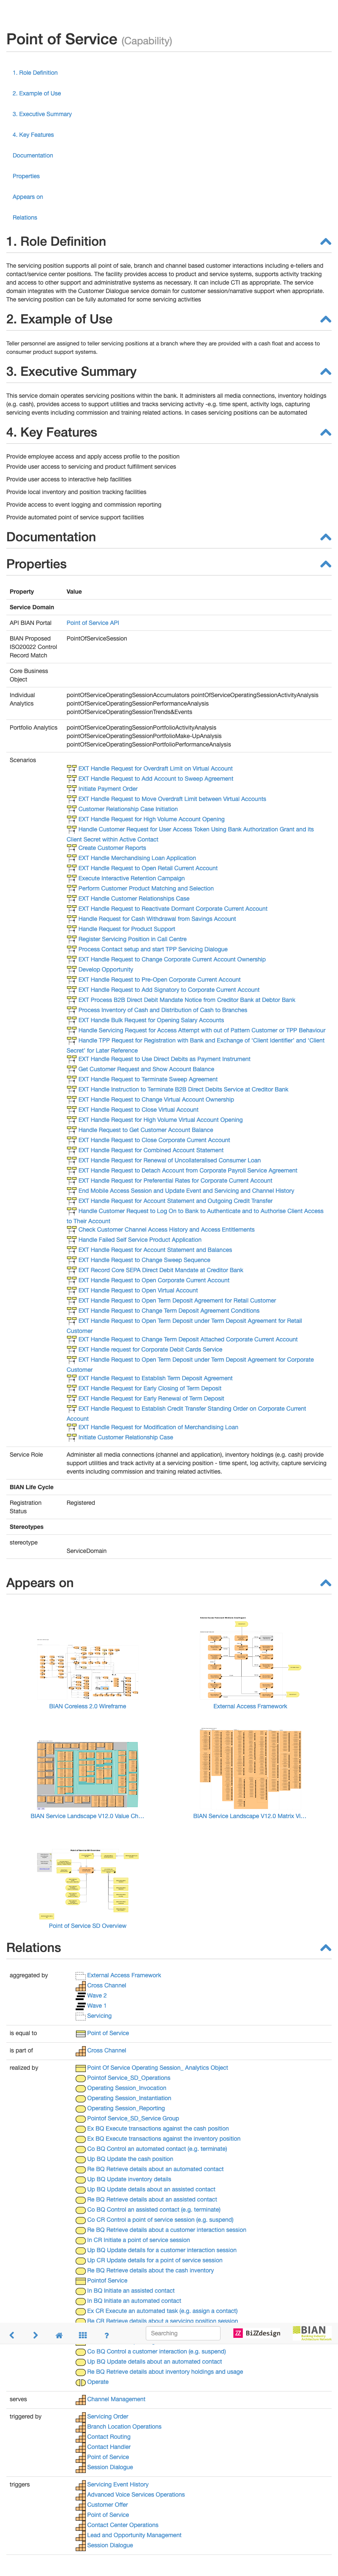 Point of Service (Capability)
1. Role Definition
2. Example of Use
3. Executive Summary
4. Key Features
Documentation
Properties
Appears on
Relations
1. Role Definition
The servicing position supports all point of sale, branch and channel based customer interactions including e-tellers and
contact/service center positions. The facility provides access to product and service systems, supports activity tracking
and access to other support and administrative systems as necessary. It can include CTI as appropriate. The service
domain integrates with the Customer Dialogue service domain for customer session/narrative support when appropriate.
The servicing position can be fully automated for some servicing activities
2. Example of Use
Teller personnel are assigned to teller servicing positions at a branch where they are provided with a cash float and access to
consumer product support systems.
3. Executive Summary
This service domain operates servicing positions within the bank. It administers all media connections, inventory holdings
(e.g. cash), provides access to support utilities and tracks servicing activity -e.g. time spent, activity logs, capturing
servicing events including commission and training related actions. In cases servicing positions can be automated
4. Key Features
Provide employee access and apply access profile to the position
Provide user access to servicing and product fulfillment services
Provide user access to interactive help facilities
Provide local inventory and position tracking facilities
Provide access to event logging and commission reporting
Provide automated point of service support facilities
Documentation
Properties
Property Value
Service Domain
API BIAN Portal Point of Service API
BIAN Proposed
ISO20022 Control
Record Match
PointOfServiceSession
Core Business
Object
Individual
Analytics
pointOfServiceOperatingSessionAccumulators pointOfServiceOperatingSessionActivityAnalysis
pointOfServiceOperatingSessionPerformanceAnalysis
pointOfServiceOperatingSessionTrends&Events
Portfolio Analytics
pointOfServiceOperatingSessionPortfolioActivityAnalysis
pointOfServiceOperatingSessionPortfolioMake-UpAnalysis
pointOfServiceOperatingSessionPortfolioPerformanceAnalysis
Scenarios
EXT Handle Request for Overdraft Limit on Virtual Account
EXT Handle Request to Add Account to Sweep Agreement
Initiate Payment Order
EXT Handle Request to Move Overdraft Limit between Virtual Accounts
Customer Relationship Case Initiation
EXT Handle Request for High Volume Account Opening
Handle Customer Request for User Access Token Using Bank Authorization Grant and its
Client Secret within Active Contact
Create Customer Reports
EXT Handle Merchandising Loan Application
EXT Handle Request to Open Retail Current Account
Execute Interactive Retention Campaign
Perform Customer Product Matching and Selection
EXT Handle Customer Relationships Case
EXT Handle Request to Reactivate Dormant Corporate Current Account
Handle Request for Cash Withdrawal from Savings Account
Handle Request for Product Support
Register Servicing Position in Call Centre
Process Contact setup and start TPP Servicing Dialogue
EXT Handle Request to Change Corporate Current Account Ownership
Develop Opportunity
EXT Handle Request to Pre-Open Corporate Current Account
EXT Handle Request to Add Signatory to Corporate Current Account
EXT Process B2B Direct Debit Mandate Notice from Creditor Bank at Debtor Bank
Process Inventory of Cash and Distribution of Cash to Branches
EXT Handle Bulk Request for Opening Salary Accounts
Handle Servicing Request for Access Attempt with out of Pattern Customer or TPP Behaviour
Handle TPP Request for Registration with Bank and Exchange of 'Client Identifier' and 'Client
Secret' for Later Reference
EXT Handle Request to Use Direct Debits as Payment Instrument
Get Customer Request and Show Account Balance
EXT Handle Request to Terminate Sweep Agreement
EXT Handle Instruction to Terminate B2B Direct Debits Service at Creditor Bank
EXT Handle Request to Change Virtual Account Ownership
EXT Handle Request to Close Virtual Account
EXT Handle Request for High Volume Virtual Account Opening
Handle Request to Get Customer Account Balance
EXT Handle Request to Close Corporate Current Account
EXT Handle Request for Combined Account Statement
EXT Handle Request for Renewal of Uncollateralised Consumer Loan
EXT Handle Request to Detach Account from Corporate Payroll Service Agreement
EXT Handle Request for Preferential Rates for Corporate Current Account
End Mobile Access Session and Update Event and Servicing and Channel History
EXT Handle Request for Account Statement and Outgoing Credit Transfer
Handle Customer Request to Log On to Bank to Authenticate and to Authorise Client Access
to Their Account
Check Customer Channel Access History and Access Entitlements
Handle Failed Self Service Product Application
EXT Handle Request for Account Statement and Balances
EXT Handle Request to Change Sweep Sequence
EXT Record Core SEPA Direct Debit Mandate at Creditor Bank
EXT Handle Request to Open Corporate Current Account
EXT Handle Request to Open Virtual Account
EXT Handle Request to Open Term Deposit Agreement for Retail Customer
EXT Handle Request to Change Term Deposit Agreement Conditions
EXT Handle Request to Open Term Deposit under Term Deposit Agreement for Retail
Customer
EXT Handle Request to Change Term Deposit Attached Corporate Current Account
EXT Handle request for Corporate Debit Cards Service
EXT Handle Request to Open Term Deposit under Term Deposit Agreement for Corporate
Customer
EXT Handle Request to Establish Term Deposit Agreement
EXT Handle Request for Early Closing of Term Deposit
EXT Handle Request for Early Renewal of Term Deposit
EXT Handle Request to Establish Credit Transfer Standing Order on Corporate Current
Account
EXT Handle Request for Modification of Merchandising Loan
Initiate Customer Relationship Case
Service Role
Administer all media connections (channel and application), inventory holdings (e.g. cash) provide
support utilities and track activity at a servicing position - time spent, log activity, capture servicing
events including commission and training related activities.
BIAN Life Cycle
Registration
Status
Registered
Stereotypes
stereotype
ServiceDomain
Appears on
BIAN Coreless 2.0 Wireframe
External Access Framework
BIAN Service Landscape V12.0 Value Ch...
BIAN Service Landscape V12.0 Matrix Vi...
Point of Service SD Overview
Relations
aggregated by
External Access Framework
Cross Channel
Wave 2
Wave 1
Servicing
is equal to Point of Service
is part of Cross Channel
realized by
Point Of Service Operating Session_ Analytics Object
Pointof Service_SD_Operations
Operating Session_Invocation
Operating Session_Instantiation
Operating Session_Reporting
Pointof Service_SD_Service Group
Ex BQ Execute transactions against the cash position
Ex BQ Execute transactions against the inventory position
Co BQ Control an automated contact (e.g. terminate)
Up BQ Update the cash position
Re BQ Retrieve details about an automated contact
Up BQ Update inventory details
Up BQ Update details about an assisted contact
Re BQ Retrieve details about an assisted contact
Co BQ Control an assisted contact (e.g. terminate)
Co CR Control a point of service session (e.g. suspend)
Re BQ Retrieve details about a customer interaction session
In CR Initiate a point of service session
Up BQ Update details for a customer interaction session
Up CR Update details for a point of service session
Re BQ Retrieve details about the cash inventory
Pointof Service
In BQ Initiate an assisted contact
In BQ Initiate an automated contact
Ex CR Execute an automated task (e.g. assign a contact)
Re CR Retrieve details about a servicing position session
Searching
BiZZdesign
BIAN
Co BQ Control a customer interaction (e.g. suspend)
Up BQ Update details about an automated contact
Re BQ Retrieve details about inventory holdings and usage
Operate
serves Channel Management
triggered by
Servicing Order
Branch Location Operations
Contact Routing
Contact Handler
Point of Service
Session Dialogue
triggers
Servicing Event History
Advanced Voice Services Operations
Customer Offer
Point of Service
Contact Center Operations
Lead and Opportunity Management
Session Dialogue